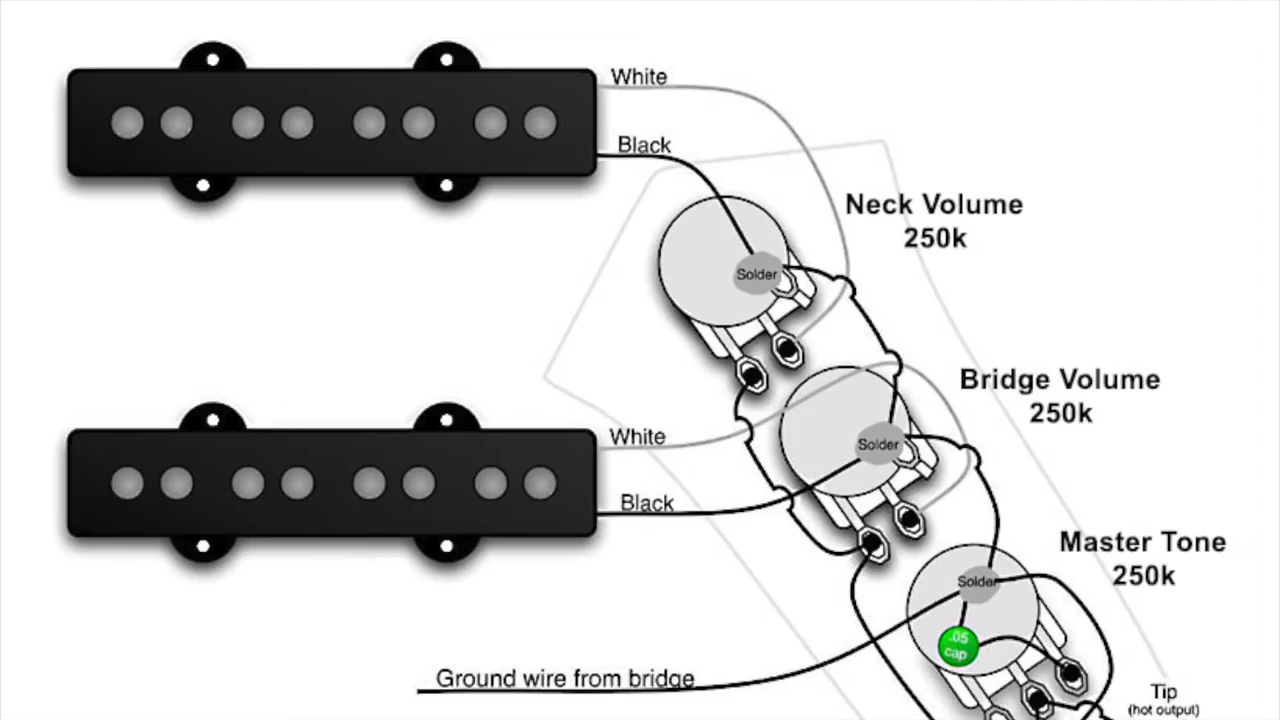 White
Black
Neck Volume
250k
Solder
White
Black
Bridge Volume
250k
Solder
Master Tone
250k
Solder
.05
cap
Ground wire from bridge
Tip
(hot output)